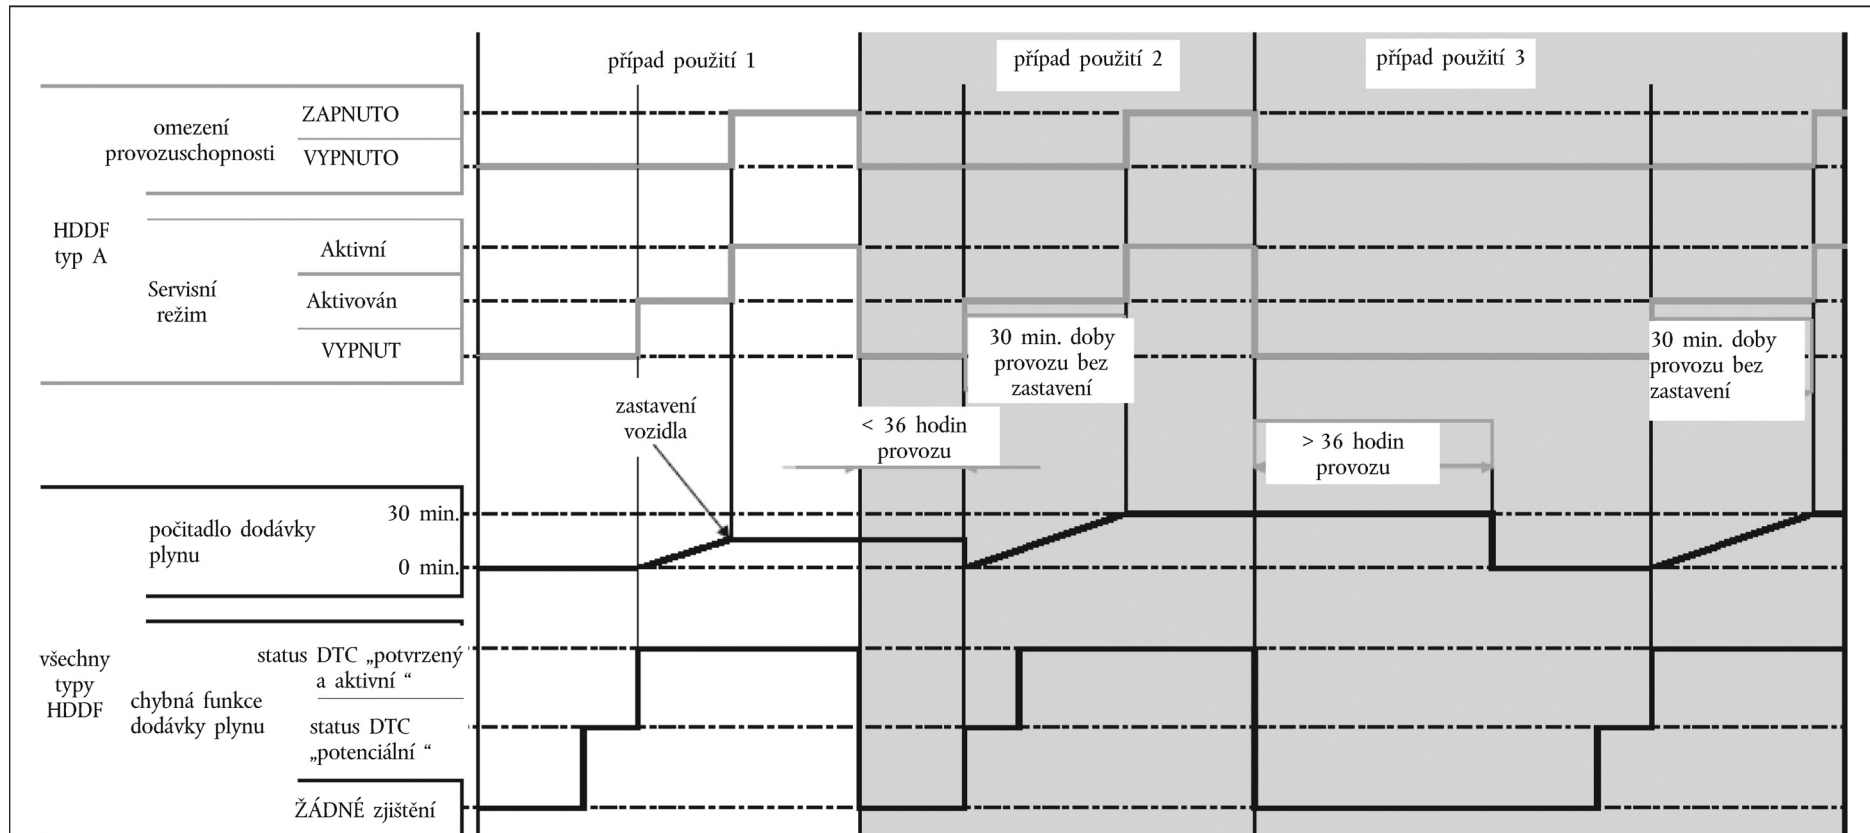 případ použití 1
případ použití 2
případ použití 3
omezení
provozuschopnosti
ZAPNUTO
VYPNUTO
HDDF
typ A
Servisní
režim
Aktivní
Aktivován
VYPNUT
30 min. doby
provozu bez
zastavení
30 min. doby
provozu bez
zastavení
zastavení
vozidla
< 36 hodin
provozu
> 36 hodin
provozu
počitadlo dodávky
plynu
30 min.
0 min.
všechny
typy
HDDF
chybná funkce
dodávky plynu
status DTC „potvrzený
a aktivní “
status DTC
„potenciální “
ŽÁDNÉ zjištění